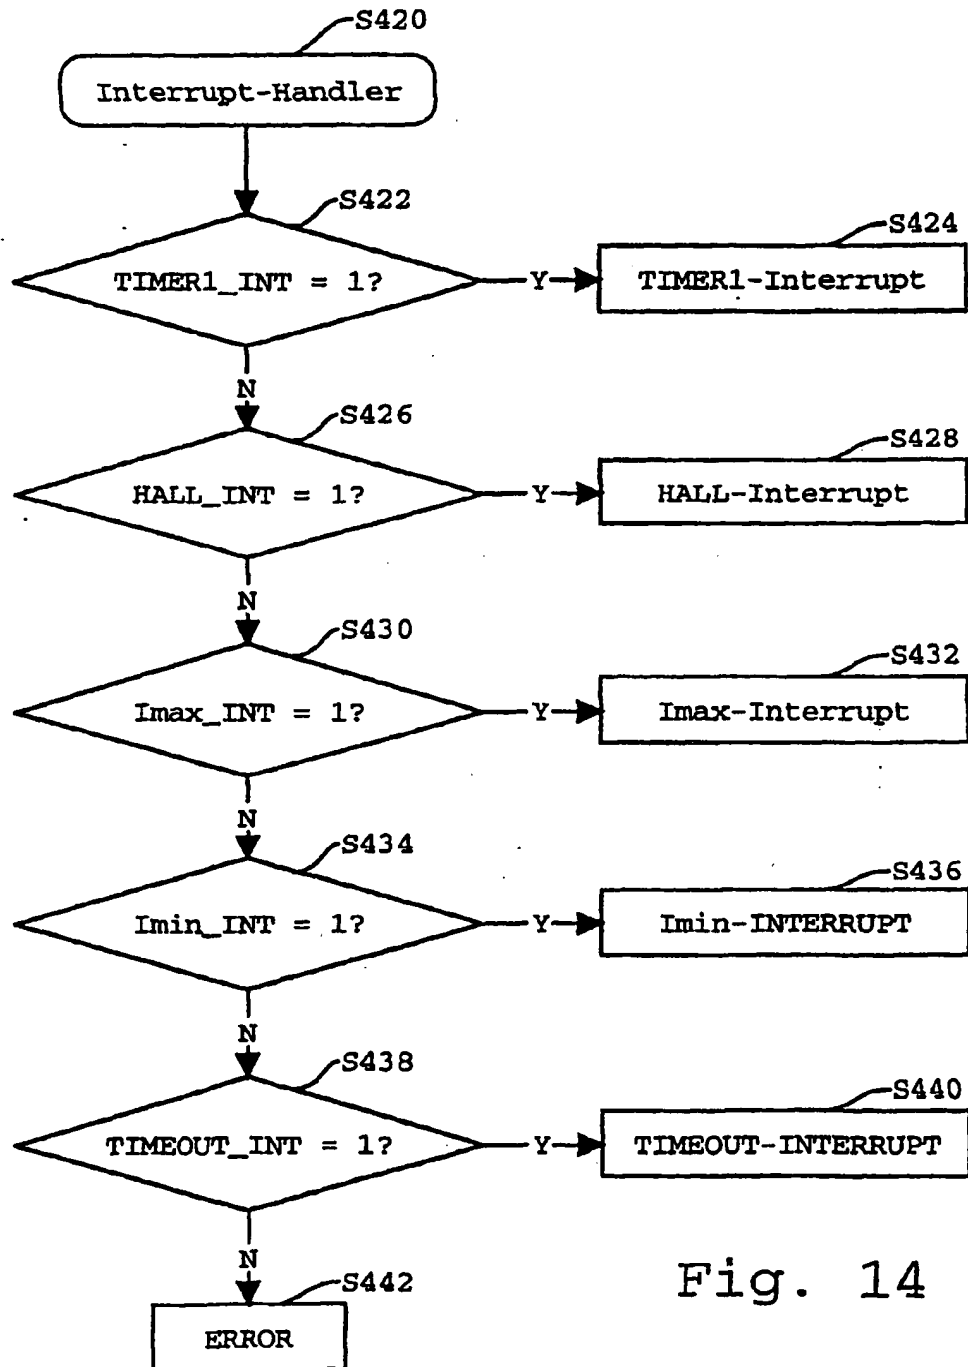 S420
Interrupt-Handler
S422
TIMER1_INT = 1?
Y
S424
TIMER1-Interrupt
N
S426
HALL_INT = 1?
Y
S428
HALL-Interrupt
N
S430
Imax_INT = 1?
Y
S432
Imax-Interrupt
N
S434
Imin_INT = 1?
Y
S436
Imin-INTERRUPT
N
S438
TIMEOUT_INT = 1?
Y
S440
TIMEOUT-INTERRUPT
N
S442
ERROR
Fig. 14